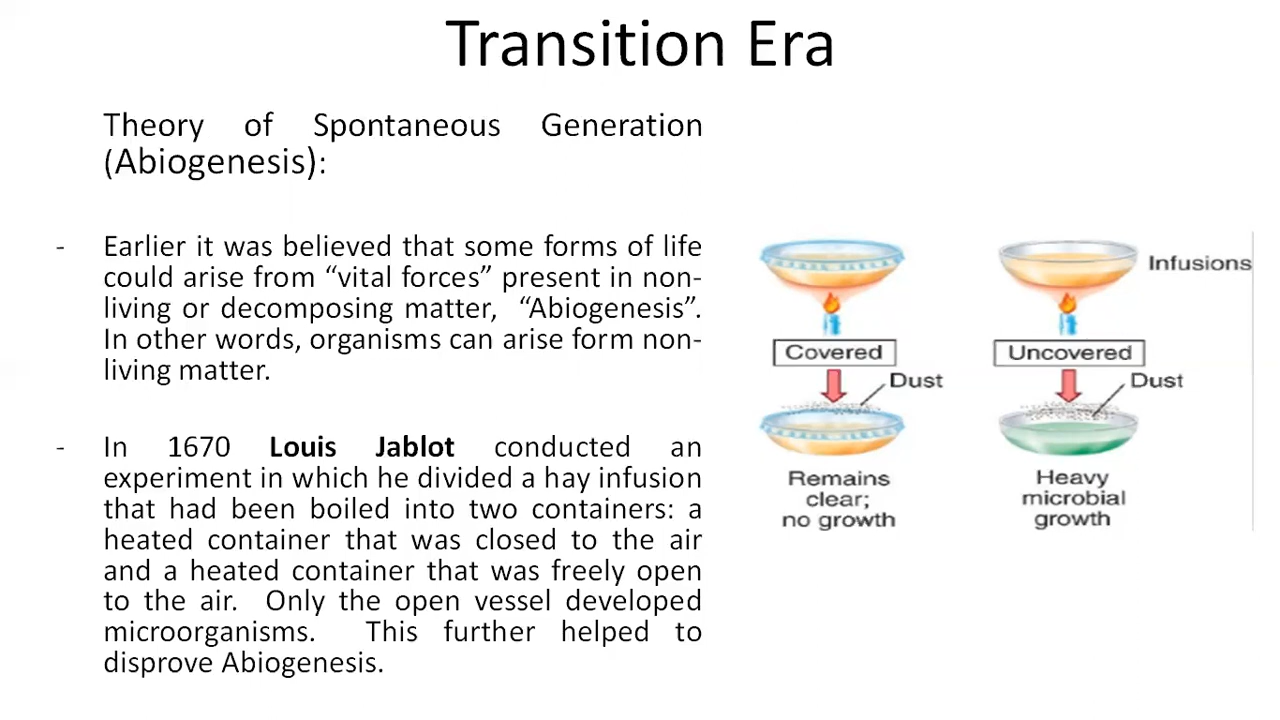 Transition Era
Theory of Spontaneous Generation
(Abiogenesis):
- Earlier it was believed that some forms of life
could arise from “vital forces” present in non-
living or decomposing matter, “Abiogenesis”.
In other words, organisms can arise form non-
living matter.
- In 1670 Louis Jablot conducted an
experiment in which he divided a hay infusion
that had been boiled into two containers: a
heated container that was closed to the air
and a heated container that was freely open
to the air. Only the open vessel developed
microorganisms. This further helped to
disprove Abiogenesis.
Infusions
Covered
Uncovered
Dust
Dust
Remains
clear;
no growth
Heavy
microbial
growth